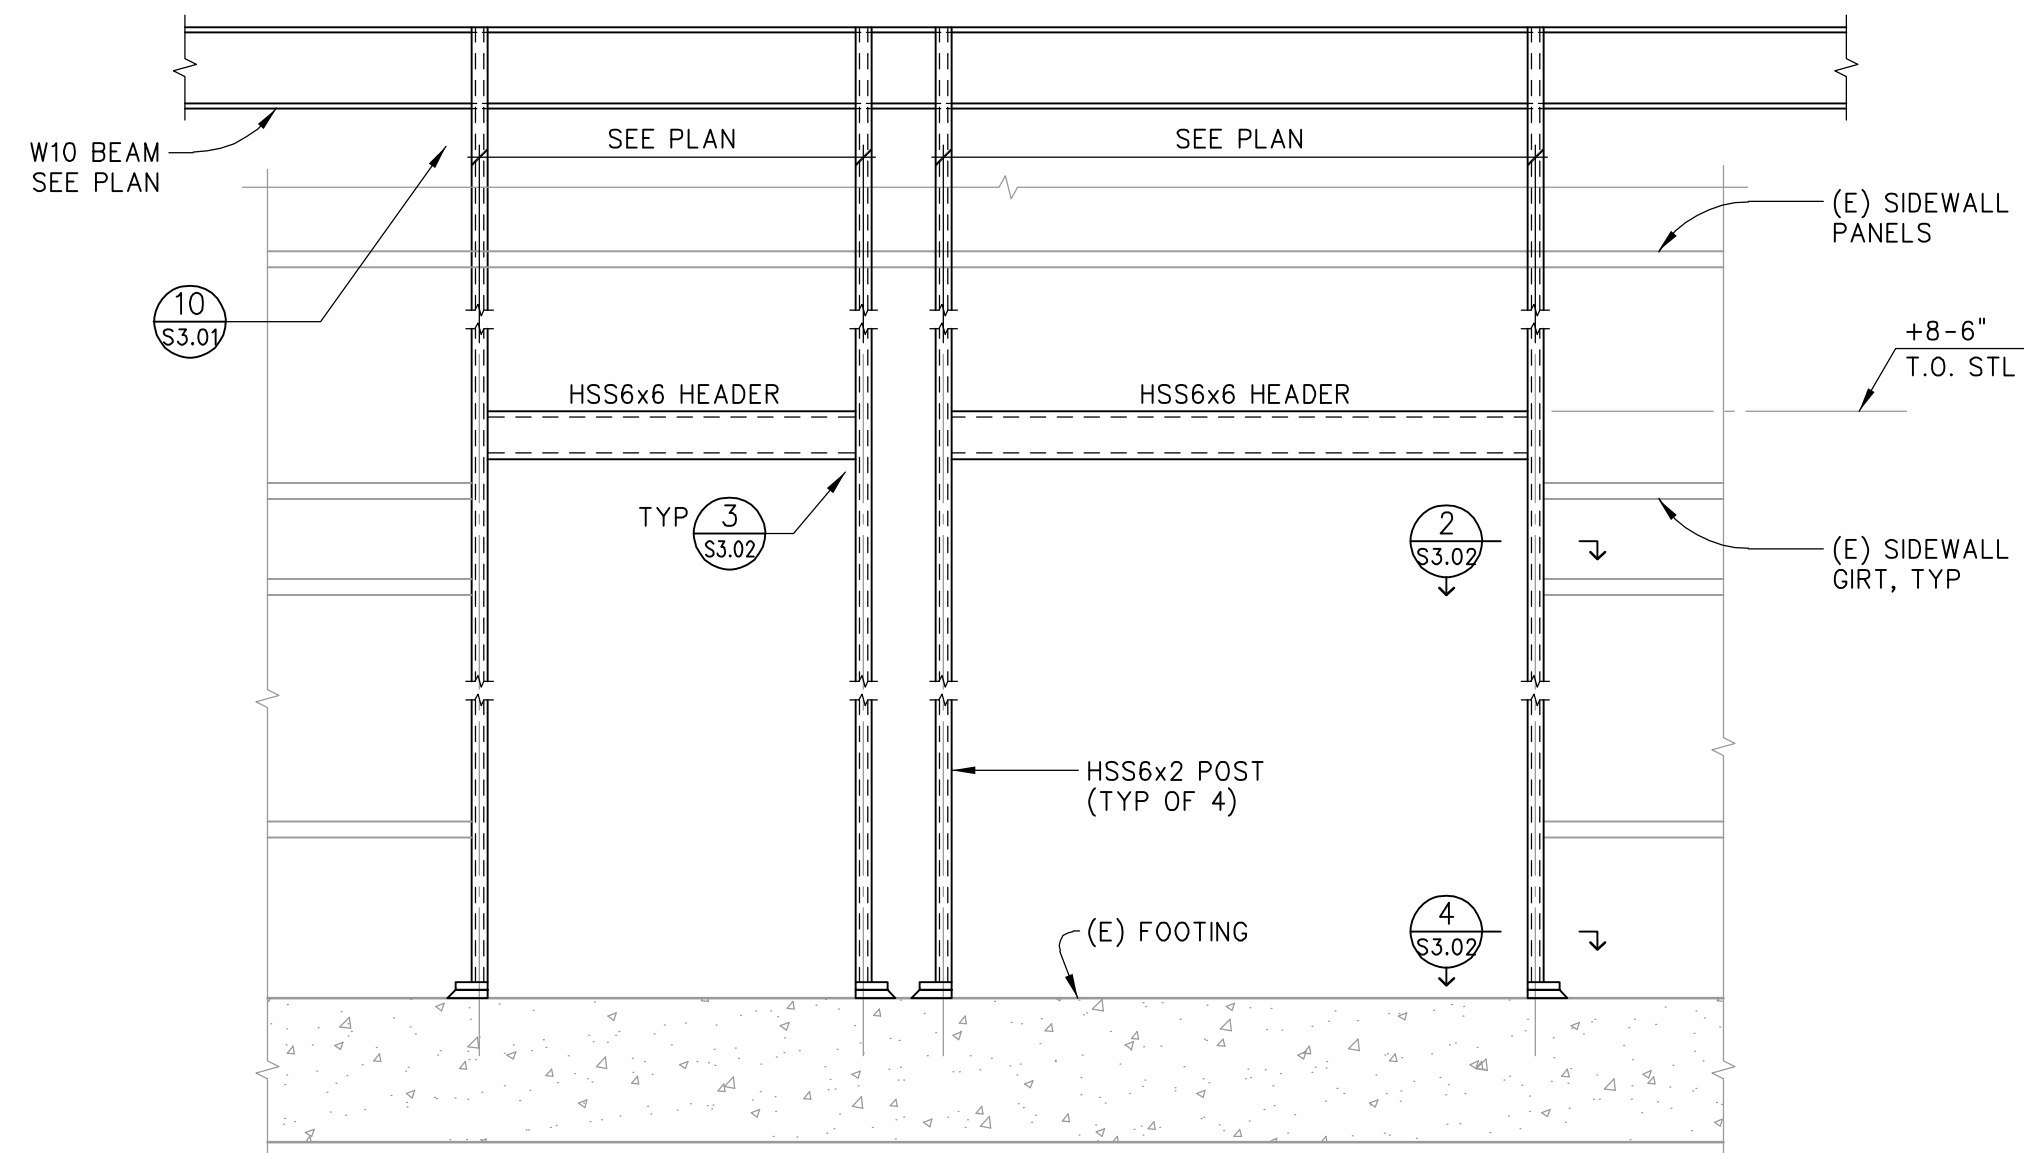 SEE PLAN
SEE PLAN
W10 BEAM
SEE PLAN
(E) SIDEWALL
PANELS
10
S3.01
+8-6"
T.O. STL
HSS6x6 HEADER
HSS6x6 HEADER
TYP
3
S3.02
2
S3.02
(E) SIDEWALL
GIRT, TYP
HSS6x2 POST
(TYP OF 4)
(E) FOOTING
4
S3.02